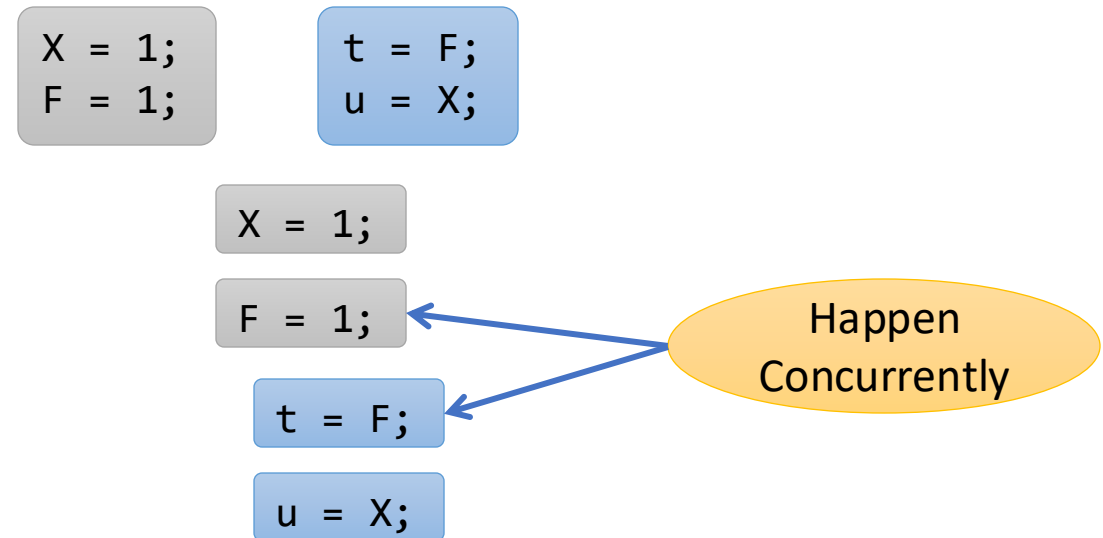 X = 1;
F = 1;
t = F;
u = X;
X = 1;
F = 1;
Happen
Concurrently
t = F;
u = X;